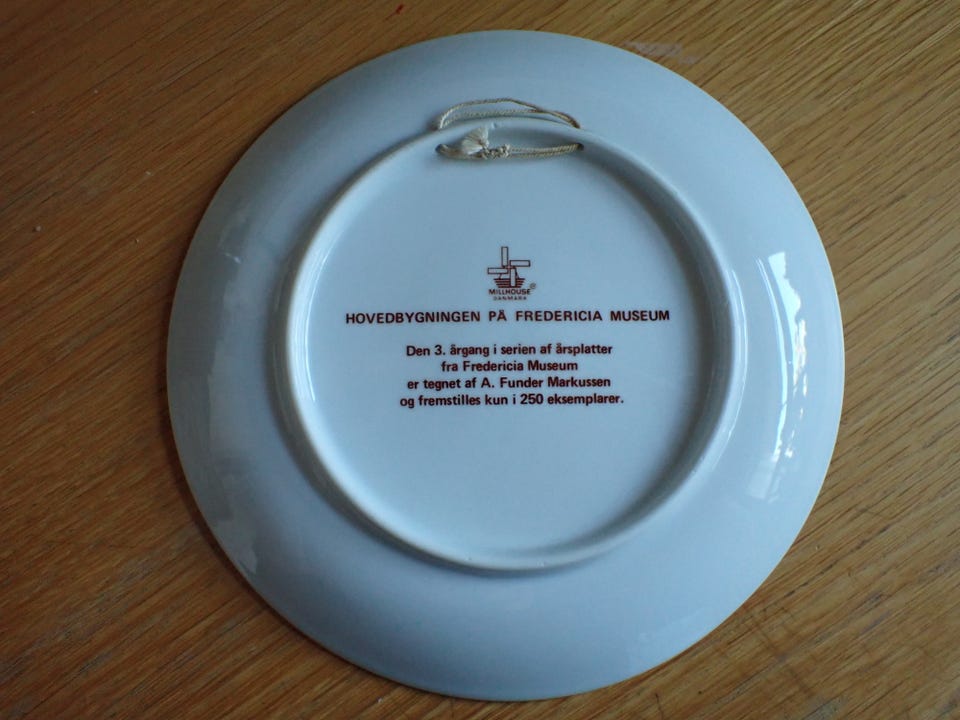 MILLHOUSE
DANMARK
HOVEDBYGNINGEN PÅ FREDERICIA MUSEUM
Den 3. årgang i serien af årsplatter
fra Fredericia Museum
er tegnet af A. Funder Markussen
og fremstilles kun i 250 eksemplarer.